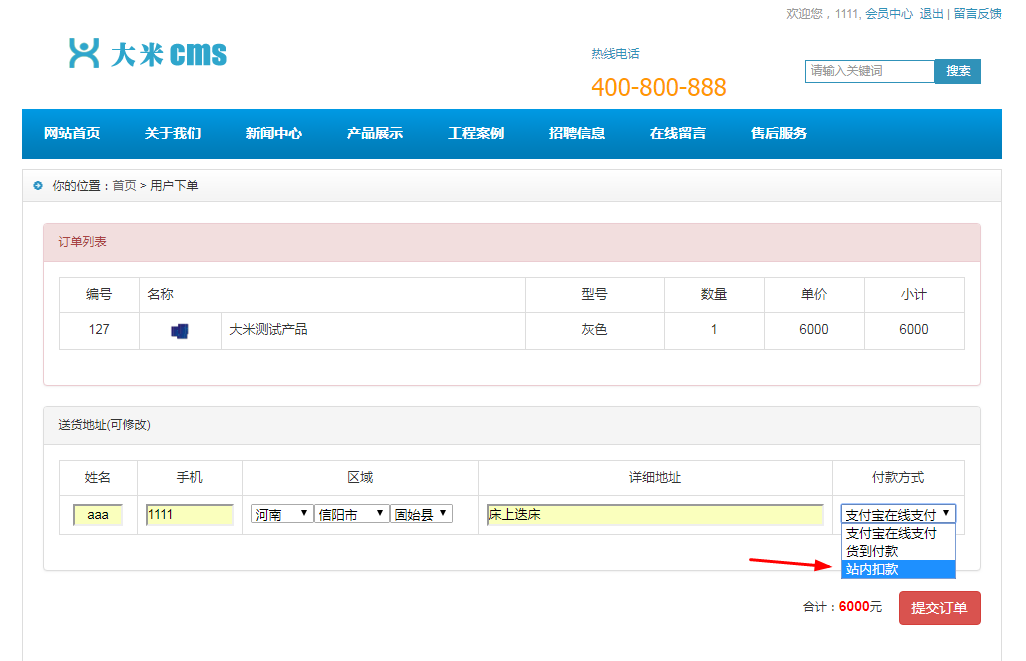 欢迎您，1111, 会员中心 退出 | 留言反馈
大米cms
热线电话
400-800-888
请输入关键词 搜索
网站首页 关于我们 新闻中心 产品展示 工程案例 招聘信息 在线留言 售后服务
你的位置：首页 > 用户下单
订单列表
编号 名称 型号 数量 单价 小计
127 大米测试产品 灰色 1 6000 6000
送货地址(可修改)
姓名 手机 区域 详细地址 付款方式
aaa 1111 河南 信阳市 固始县 床上迭床 支付宝在线支付
支付宝在线支付
货到付款
站内扣款
合计：6000元 提交订单